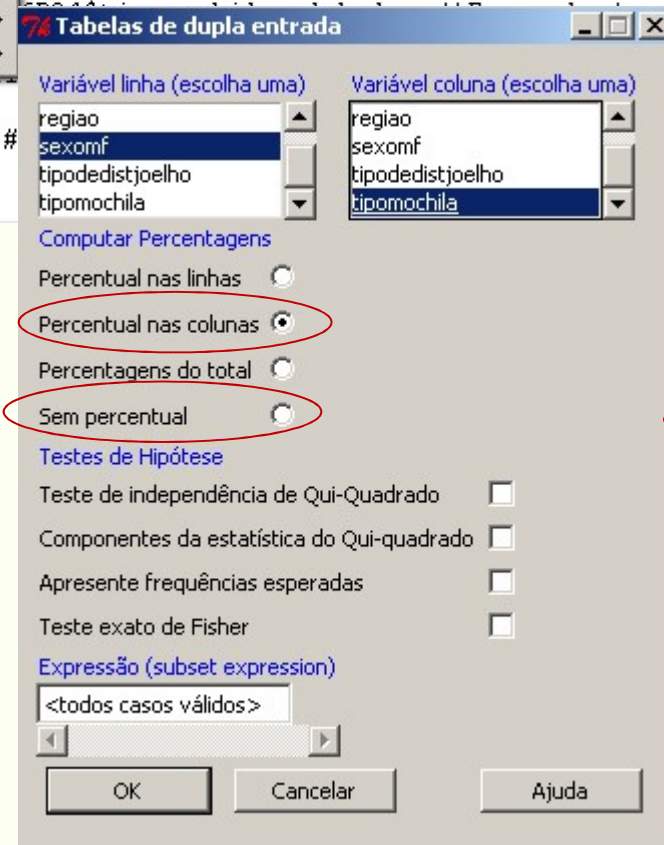 Tabelas de dupla entrada
Variável linha (escolha uma) Variável coluna (escolha uma)
regiao regiao
sexomf sexomf
tipodedistjoelho tipodedistjoelho
tipomochila tipomochila
#
Computar Percentagens
Percentual nas linhas
Percentual nas colunas
Percentagens do total
Sem percentual
Testes de Hipótese
Teste de independência de Qui-Quadrado
Componentes da estatística do Qui-quadrado
Apresente frequências esperadas
Teste exato de Fisher
Expressão (subset expression)
<todos casos válidos>
OK Cancelar Ajuda